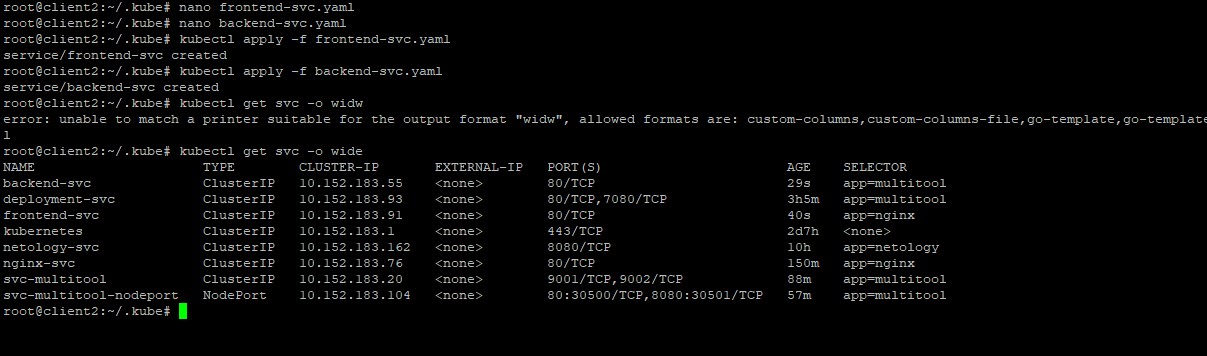 root@client2:~/.kube# nano frontend-svc.yaml
root@client2:~/.kube# nano backend-svc.yaml
root@client2:~/.kube# kubectl apply -f frontend-svc.yaml
service/frontend-svc created
root@client2:~/.kube# kubectl apply -f backend-svc.yaml
service/backend-svc created
root@client2:~/.kube# kubectl get svc -o widw
error: unable to match a printer suitable for the output format "widw", allowed formats are: custom-columns,custom-columns-file,go-template,go-template
l
root@client2:~/.kube# kubectl get svc -o wide
NAME TYPE CLUSTER-IP EXTERNAL-IP PORT(S) AGE SELECTOR
backend-svc ClusterIP 10.152.183.55 <none> 80/TCP 29s app=multitool
deployment-svc ClusterIP 10.152.183.93 <none> 80/TCP,7080/TCP 3h5m app=multitool
frontend-svc ClusterIP 10.152.183.91 <none> 80/TCP 40s app=nginx
kubernetes ClusterIP 10.152.183.1 <none> 443/TCP 2d7h <none>
netology-svc ClusterIP 10.152.183.162 <none> 8080/TCP 10h app=netology
nginx-svc ClusterIP 10.152.183.76 <none> 80/TCP 150m app=nginx
svc-multitool ClusterIP 10.152.183.20 <none> 9001/TCP,9002/TCP 88m app=multitool
svc-multitool-nodeport NodePort 10.152.183.104 <none> 80:30500/TCP,8080:30501/TCP 57m app=multitool
root@client2:~/.kube#